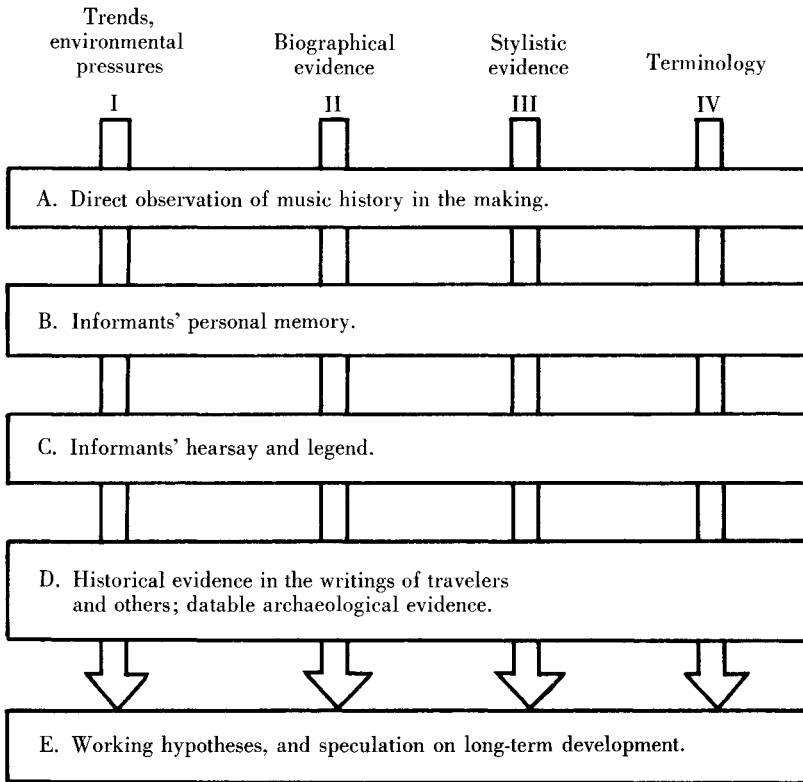 Trends,
environmental
pressures
I
Biographical
evidence
II
Stylistic
evidence
III
Terminology
IV
A. Direct observation of music history in the making.
B. Informants' personal memory.
C. Informants' hearsay and legend.
D. Historical evidence in the writings of travelers
and others; datable archaeological evidence.
E. Working hypotheses, and speculation on long-term development.